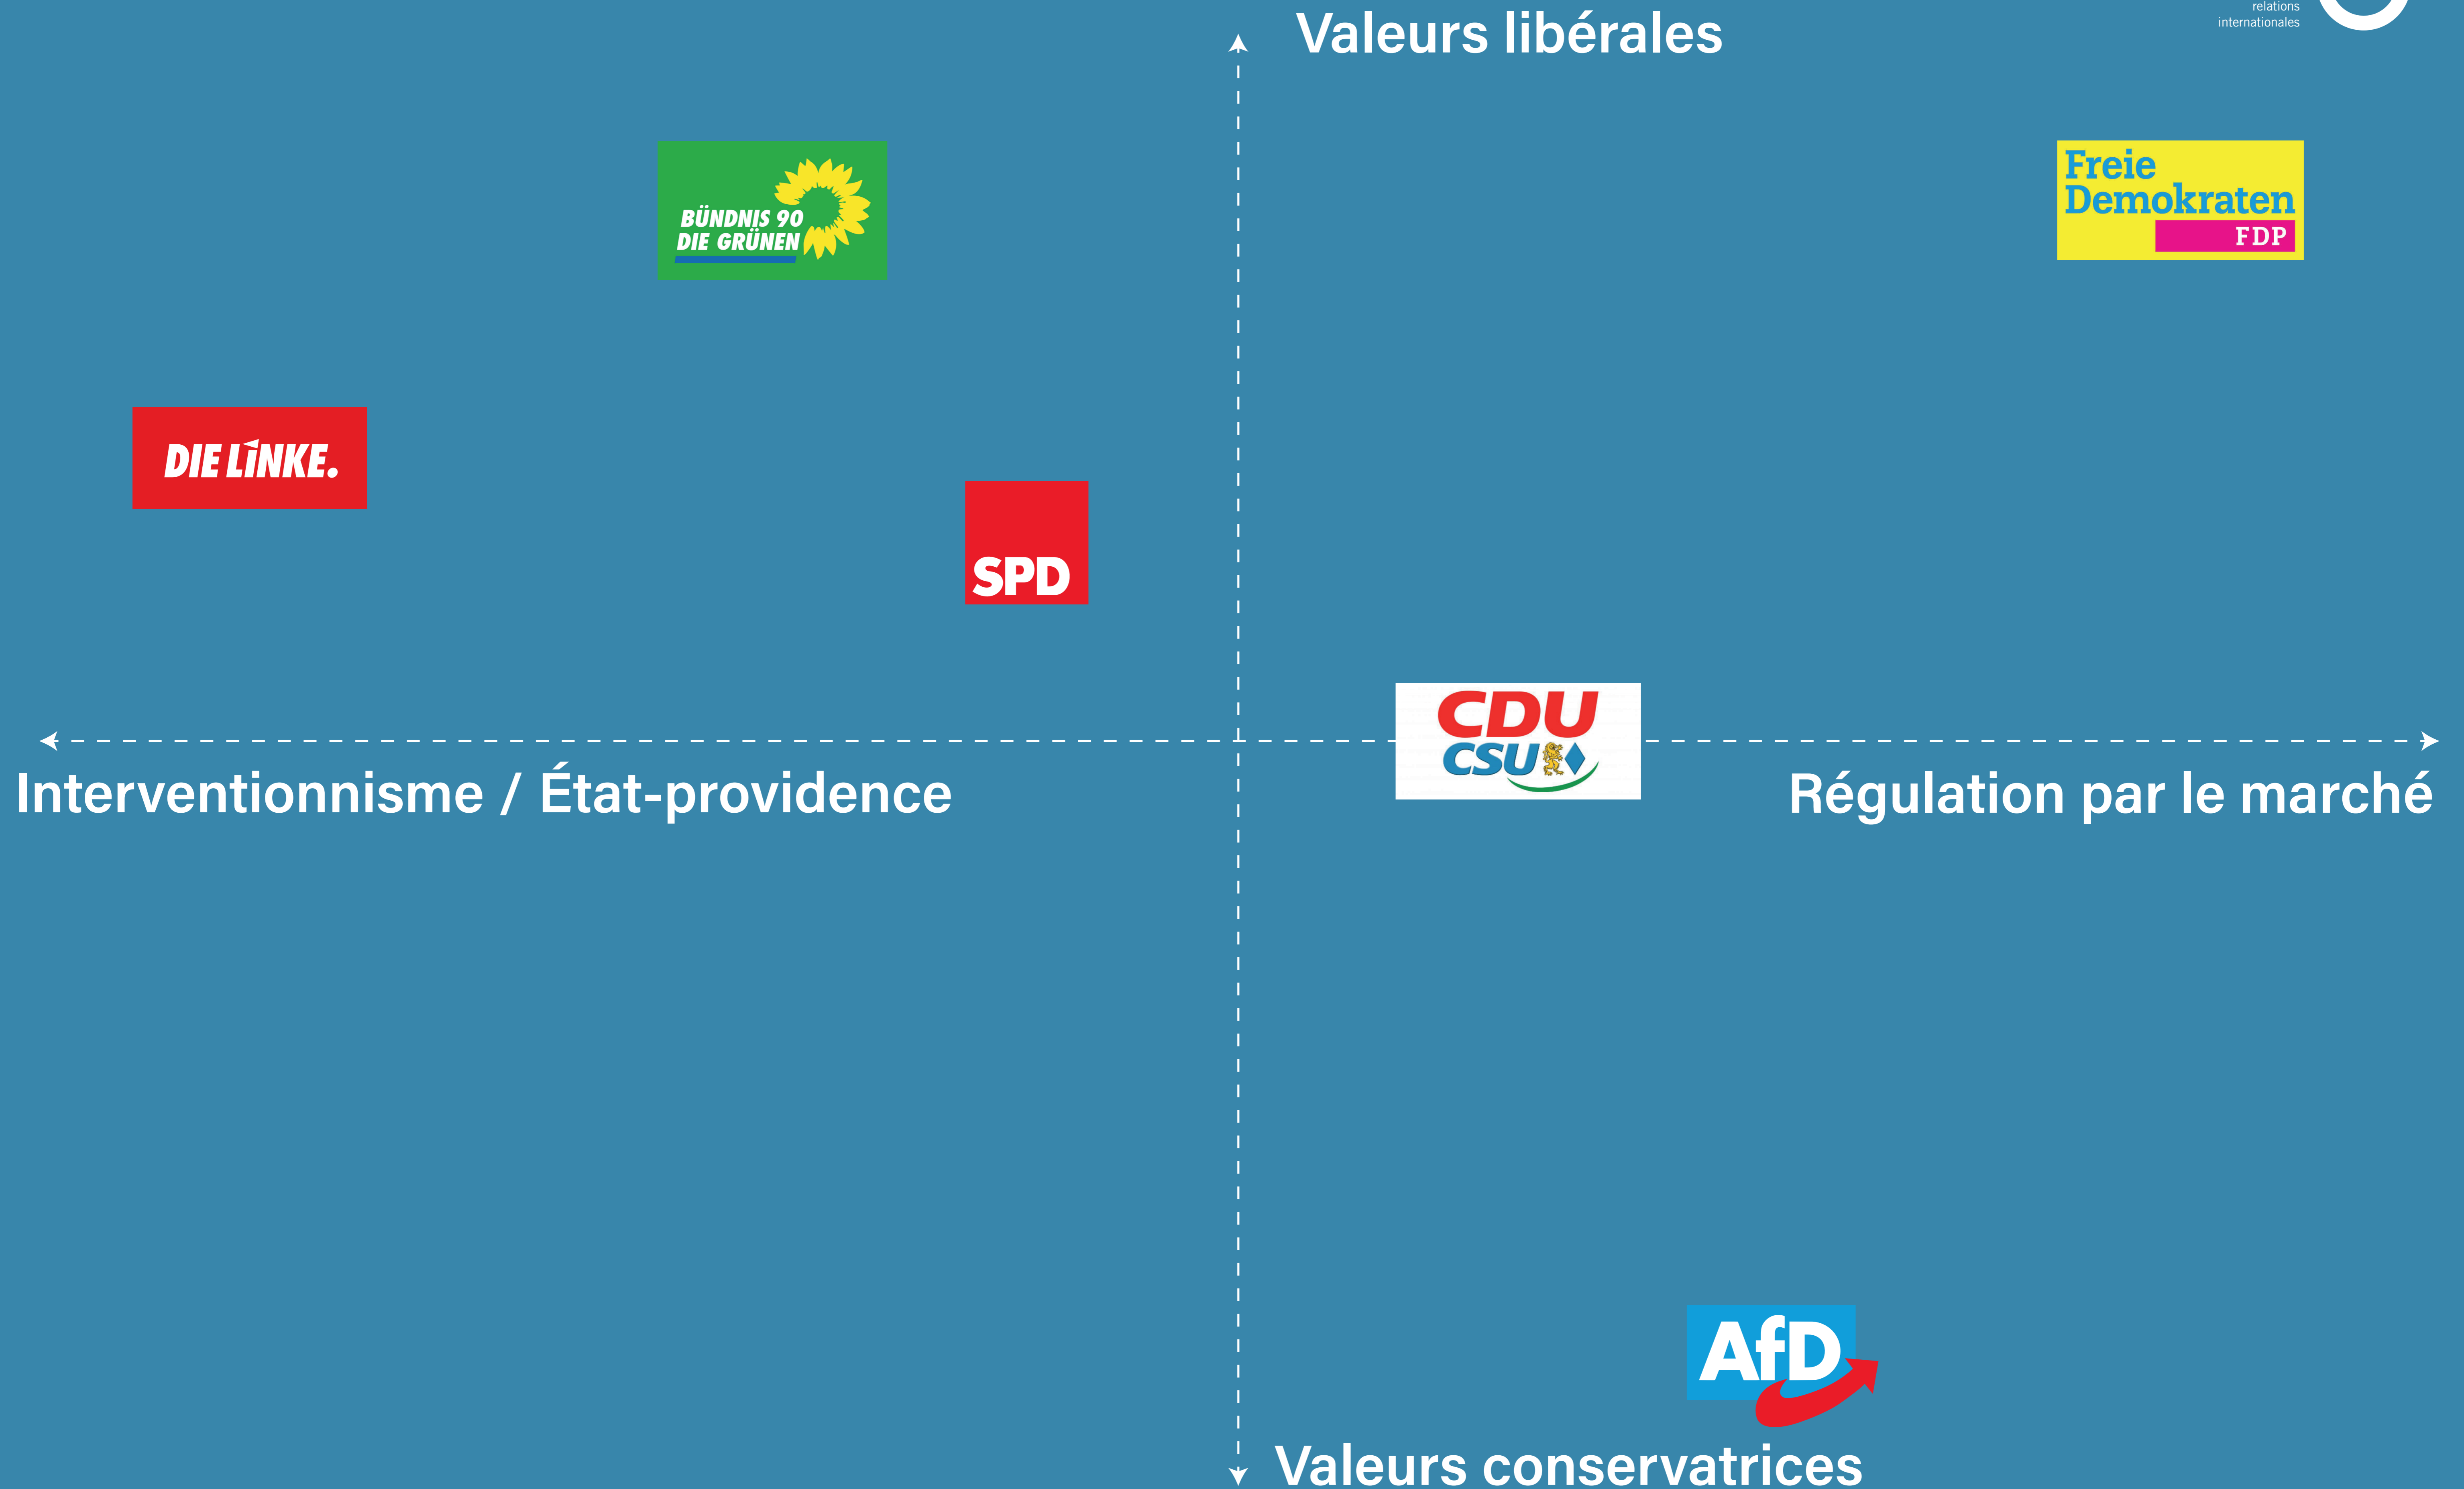 relations
internationales
Valeurs libérales
BÜNDNIS 90
DIE GRÜNEN
Freie
Demokraten
FDP
DIE LiNKE.
SPD
CDU
CSU
Interventionnisme / État-providence
Régulation par le marché
AfD
Valeurs conservatrices